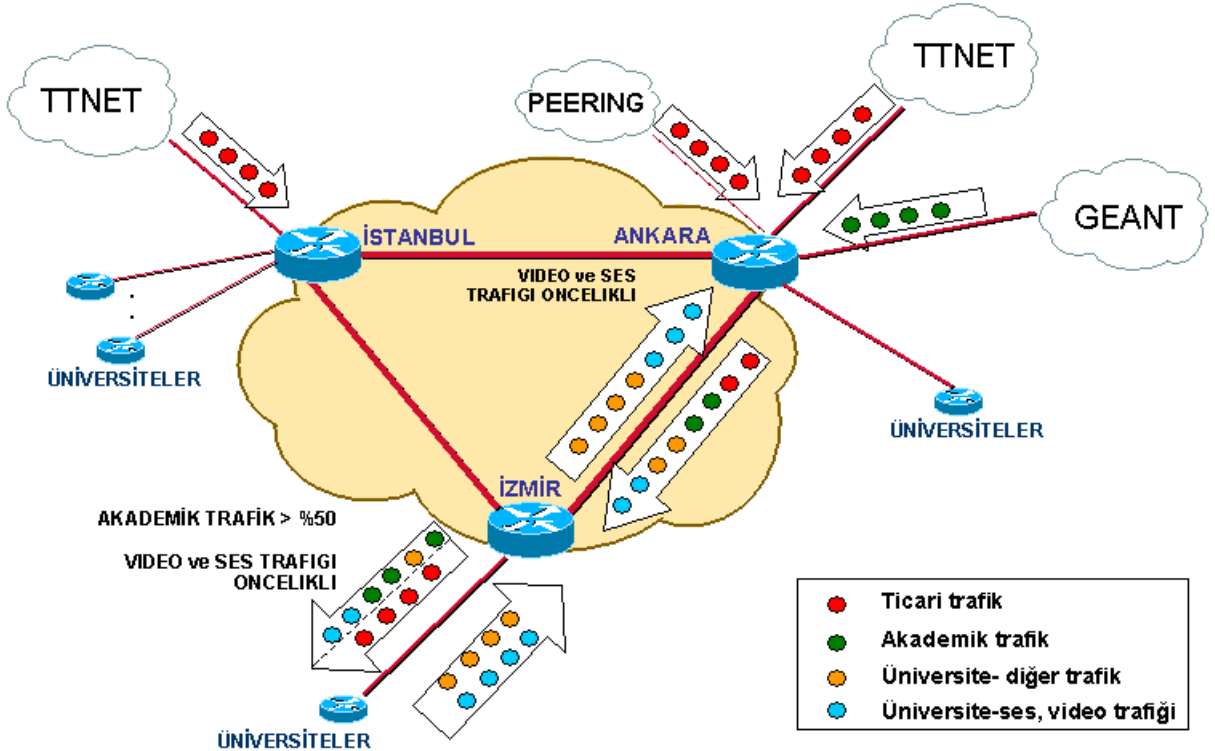 TTNET
PEERING
TTNET
GEANT
İSTANBUL
ANKARA
VIDEO ve SES
TRAFIGI ONCELIKLI
ÜNİVERSİTELER
ÜNİVERSİTELER
İZMİR
AKADEMİK TRAFİK > %50
VIDEO ve SES TRAFIGI
ONCELIKLI
ÜNİVERSİTELER
Ticari trafik
Akademik trafik
Üniversite- diğer trafik
Üniversite-ses, video trafiği